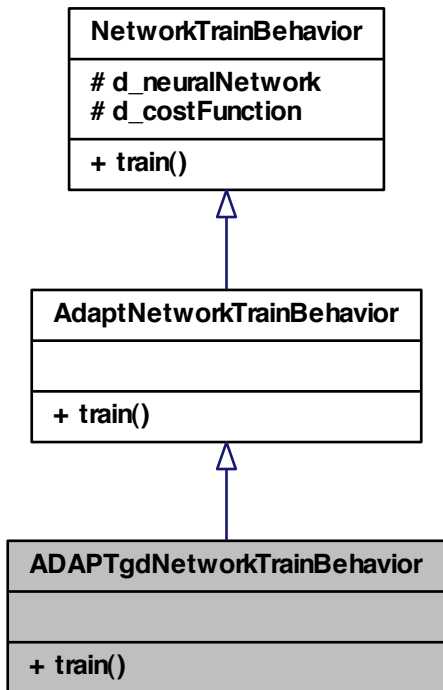 NetworkTrainBehavior
# d_neuralNetwork
# d_costFunction
+ train()
AdaptNetworkTrainBehavior
+ train()
ADAPTgdNetworkTrainBehavior
+ train()